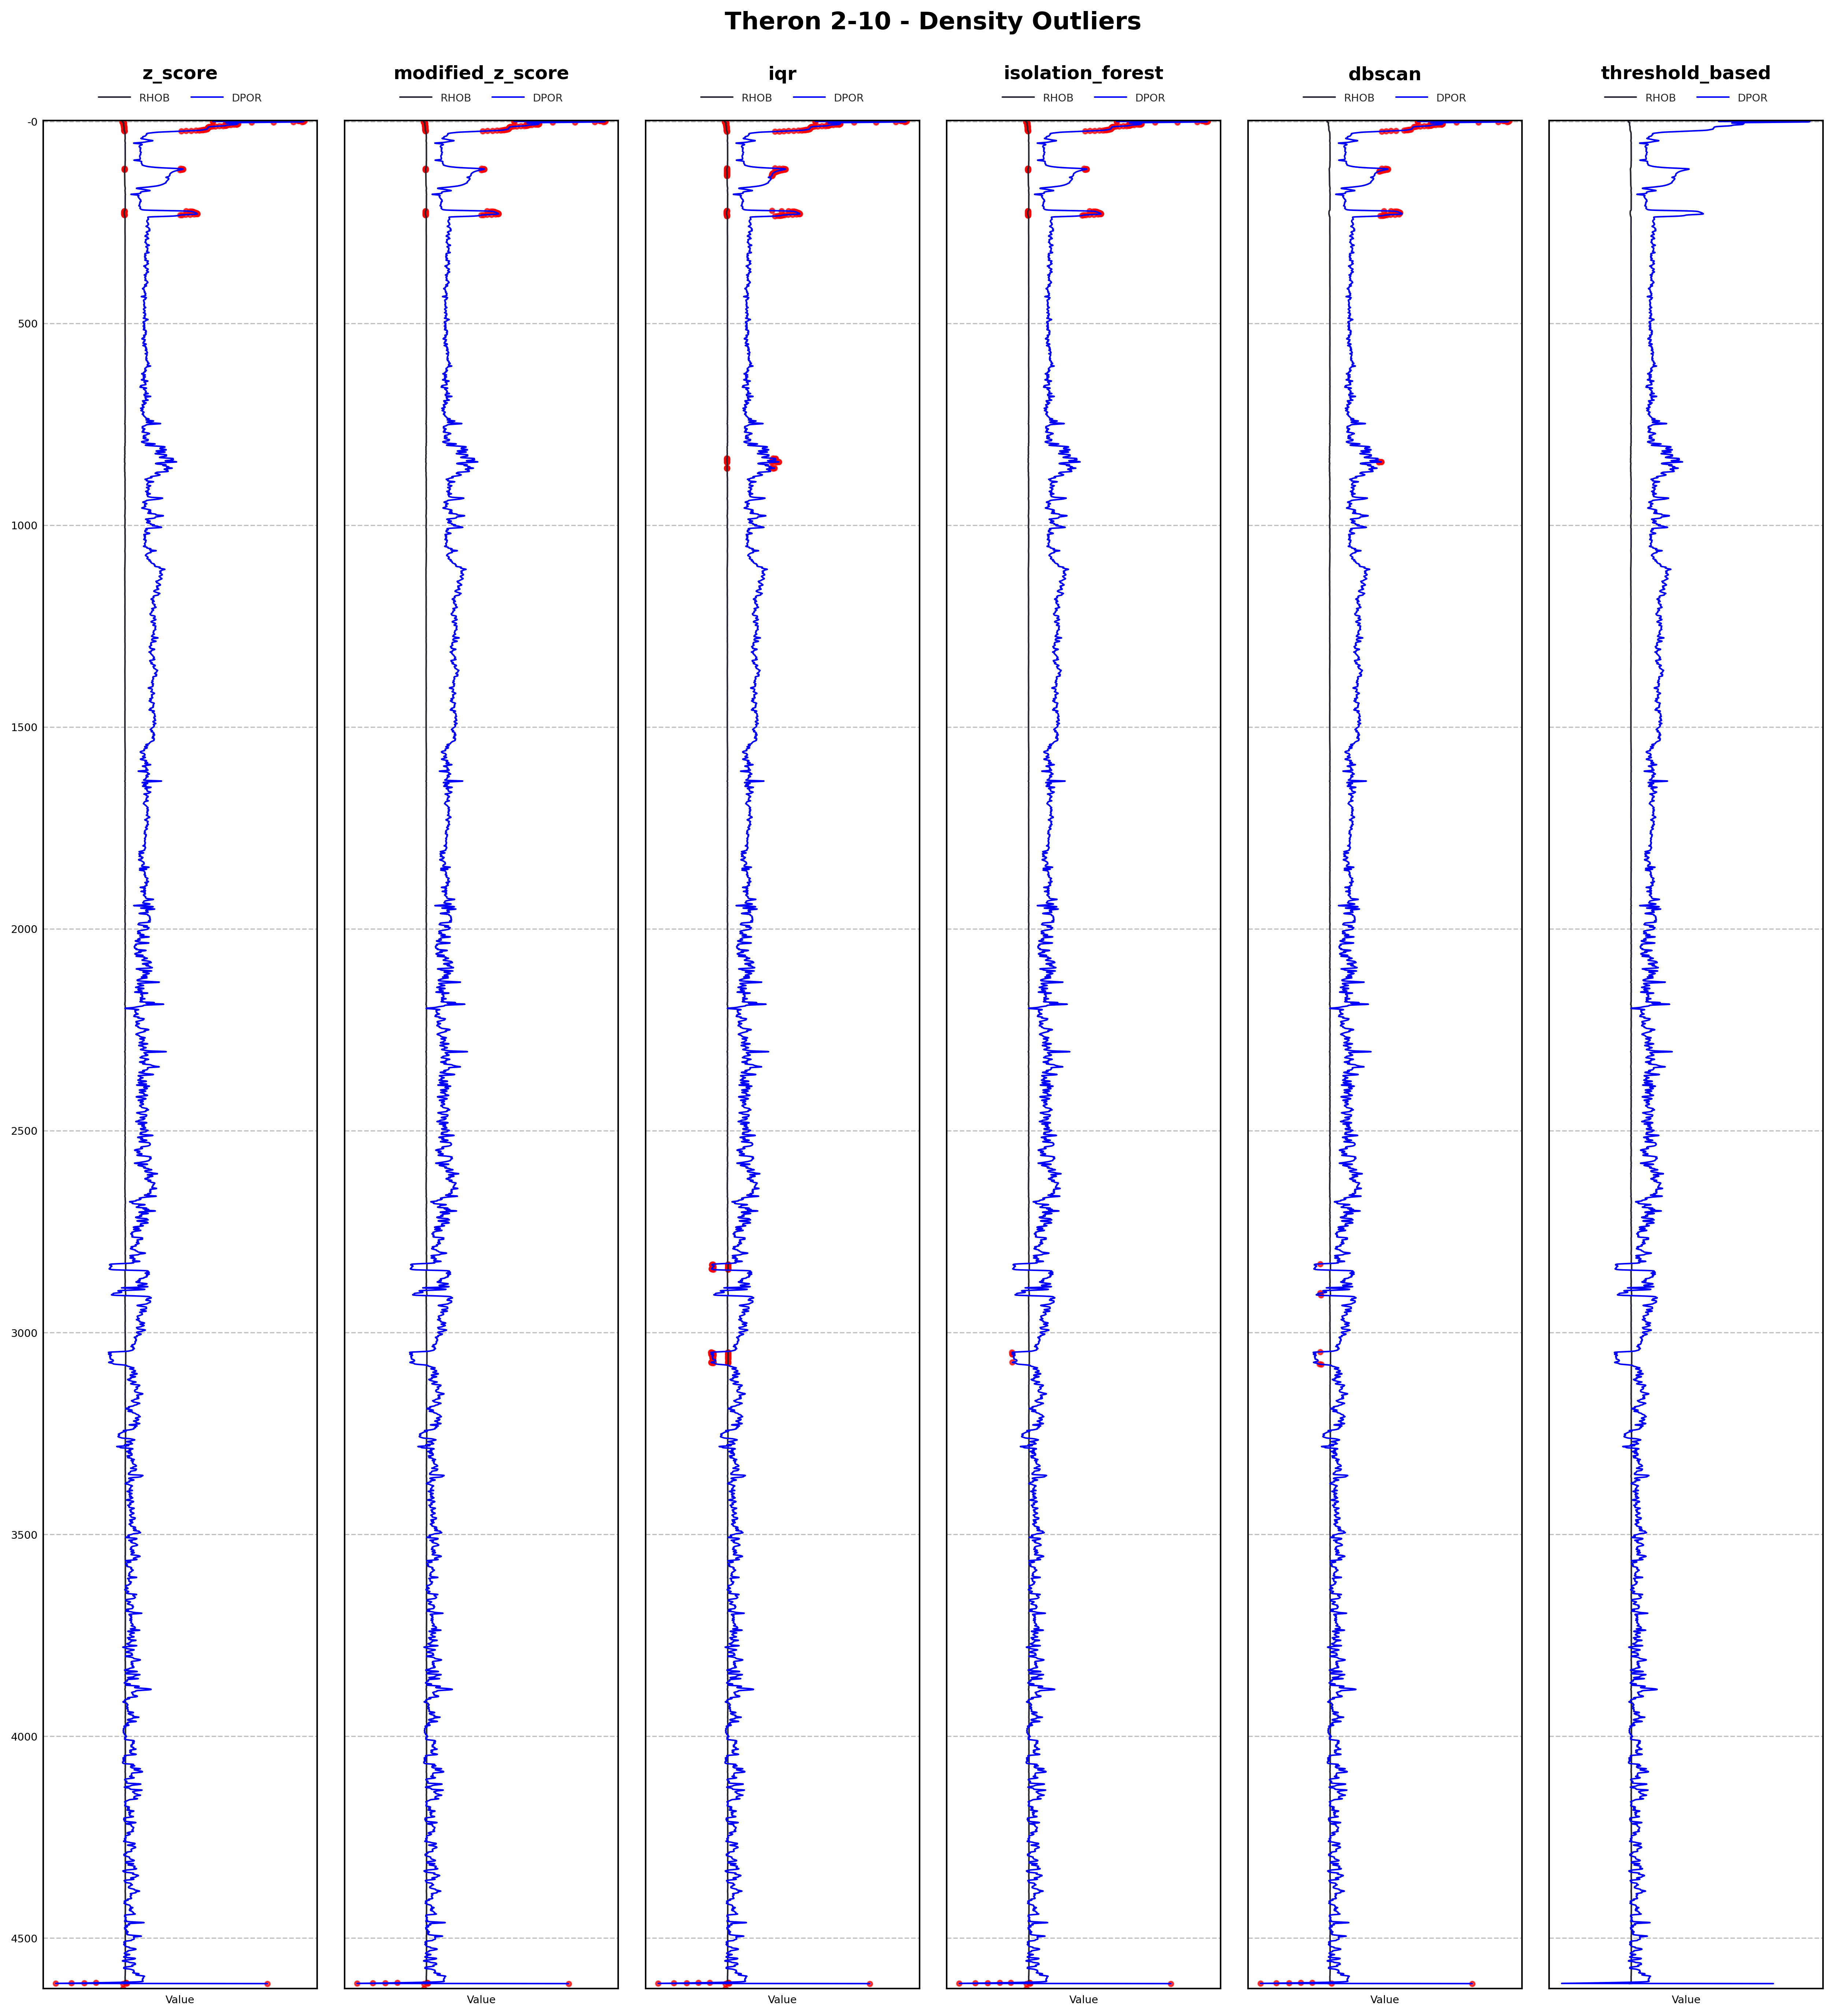 Theron 2-10 - Density Outliers
z_score modified_z_score iqr isolation_forest dbscan threshold_based
RHOB DPOR RHOB DPOR RHOB DPOR RHOB DPOR RHOB DPOR RHOB DPOR
-0
500
1000
1500
2000
2500
3000
3500
4000
4500
Value Value Value Value Value Value